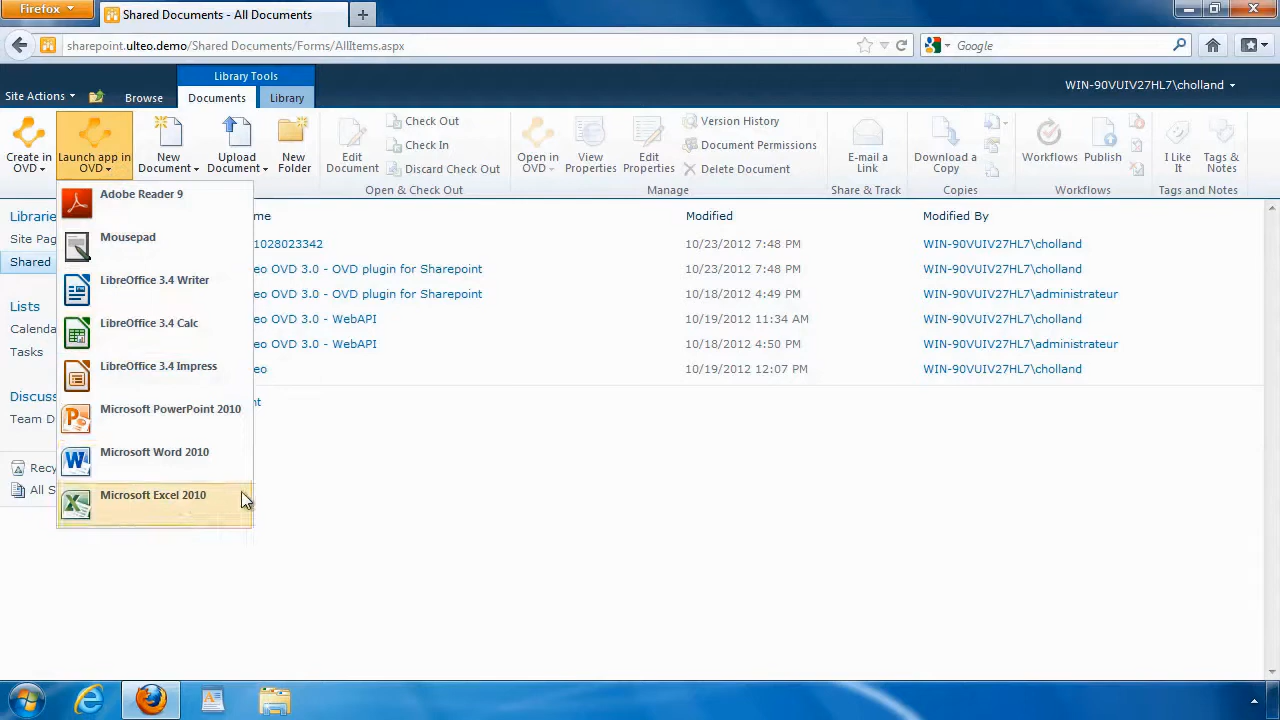 Firefox
Shared Documents - All Documents
sharepoint.ulteo.demo/Shared Documents/Forms/AllItems.aspx
Google
Library Tools
Site Actions
Browse
Documents
Library
WIN-90VUIV27HL7\cholland
Create in OVD
Launch app in OVD
New Document
Upload Document
New Folder
Edit Document
Check Out
Check In
Discard Check Out
Open & Check Out
Open in OVD
View Properties
Edit Properties
Version History
Document Permissions
Delete Document
Manage
E-mail a Link
Share & Track
Download a Copy
Copies
Workflows
Publish
Workflows
I Like It
Tags & Notes
Tags and Notes
Adobe Reader 9
Mousepad
LibreOffice 3.4 Writer
LibreOffice 3.4 Calc
LibreOffice 3.4 Impress
Microsoft PowerPoint 2010
Microsoft Word 2010
Microsoft Excel 2010
Librarie
Site Pag
Shared
Lists
Calenda
Tasks
Discuss
Team D
Recy
All S
me
Modified
Modified By
1028023342
10/23/2012 7:48 PM
WIN-90VUIV27HL7\cholland
eo OVD 3.0 - OVD plugin for Sharepoint
10/23/2012 7:48 PM
WIN-90VUIV27HL7\cholland
eo OVD 3.0 - OVD plugin for Sharepoint
10/18/2012 4:49 PM
WIN-90VUIV27HL7\administrateur
eo OVD 3.0 - WebAPI
10/19/2012 11:34 AM
WIN-90VUIV27HL7\cholland
eo OVD 3.0 - WebAPI
10/18/2012 4:50 PM
WIN-90VUIV27HL7\administrateur
eo
10/19/2012 12:07 PM
WIN-90VUIV27HL7\cholland
nt